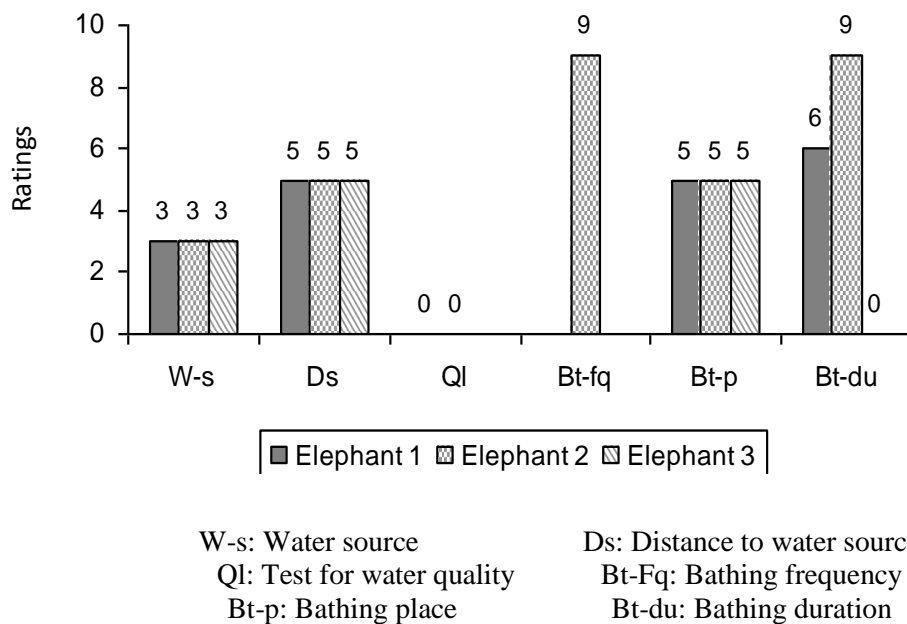 10
8
6
4
2
0
Ratings
3 3 3
5 5 5
0 0
9
5 5 5
6 9 0
W-s Ds Ql Bt-fq Bt-p Bt-du
Elephant 1 Elephant 2 Elephant 3
W-s: Water source Ds: Distance to water sourc
Ql: Test for water quality Bt-Fq: Bathing frequency
Bt-p: Bathing place Bt-du: Bathing duration